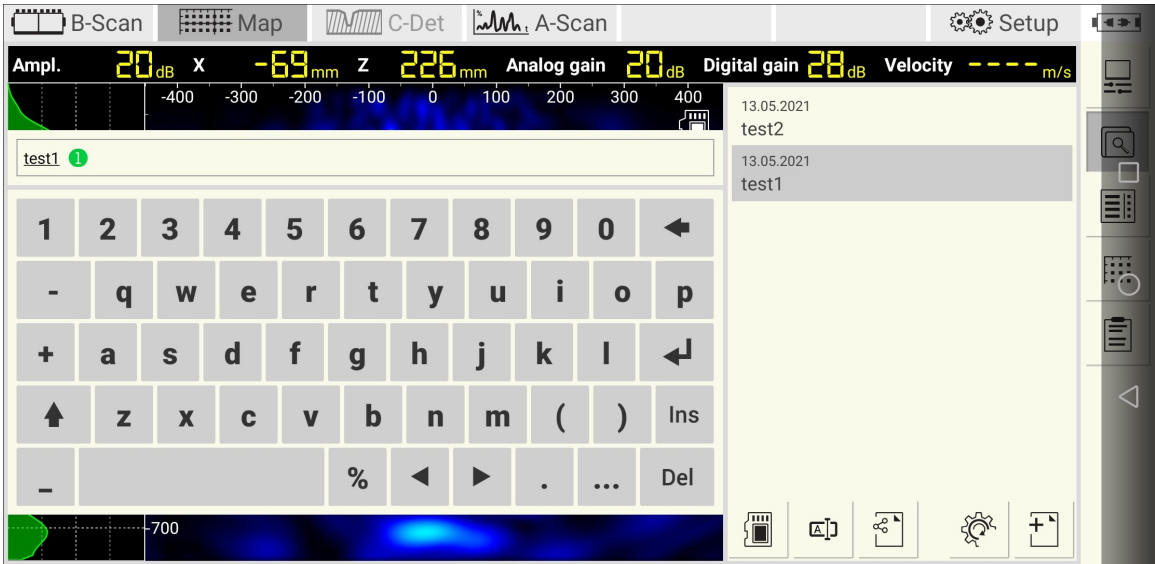 B-Scan Map C-Det A-Scan Setup
Ampl. 20 dB X -69 mm Z 226 mm Analog gain 20 dB Digital gain 28 dB Velocity ---- m/s
-400 -300 -200 -100 0 100 200 300 400
13.05.2021
test2
test1 1
13.05.2021
test1
1 2 3 4 5 6 7 8 9 0
- q w e r t y u i o p
+ a s d f g h j k l
z x c v b n m ( ) Ins
_ % . ... Del
-700
A